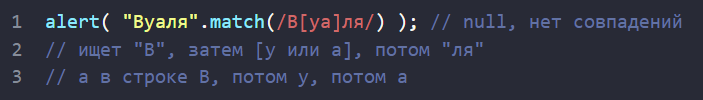 1 alert( "Вуаля".match(/В[уа]ля/) ); // null, нет совпадений
2 // ищет "В", затем [у или а], потом "ля"
3 // а в строке В, потом у, потом а